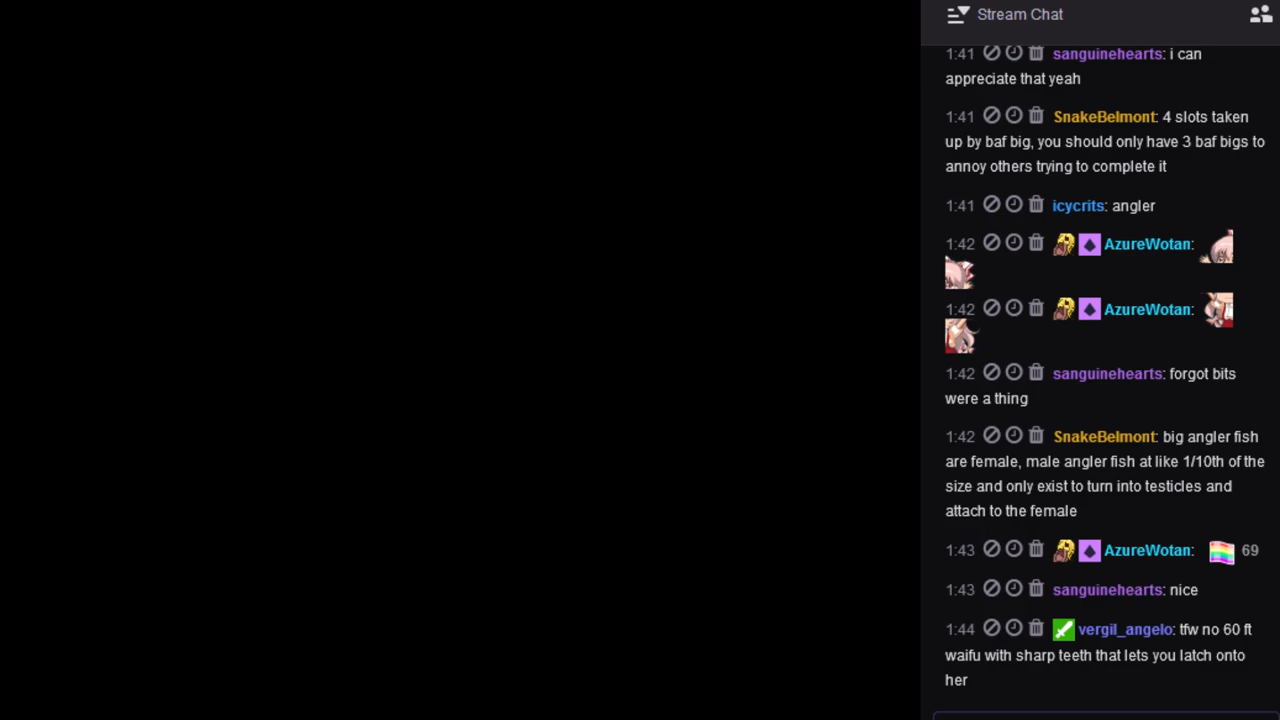 Stream Chat
1:41 sanguinehearts: i can
appreciate that yeah
1:41 SnakeBelmont: 4 slots taken
up by baf big, you should only have 3 baf bigs to
annoy others trying to complete it
1:41 icycrits: angler
1:42 AzureWotan:
1:42 AzureWotan:
1:42 sanguinehearts: forgot bits
were a thing
1:42 SnakeBelmont: big angler fish
are female, male angler fish at like 1/10th of the
size and only exist to turn into testicles and
attach to the female
1:43 AzureWotan: 69
1:43 sanguinehearts: nice
1:44 vergil_angelo: tfw no 60 ft
waifu with sharp teeth that lets you latch onto
her